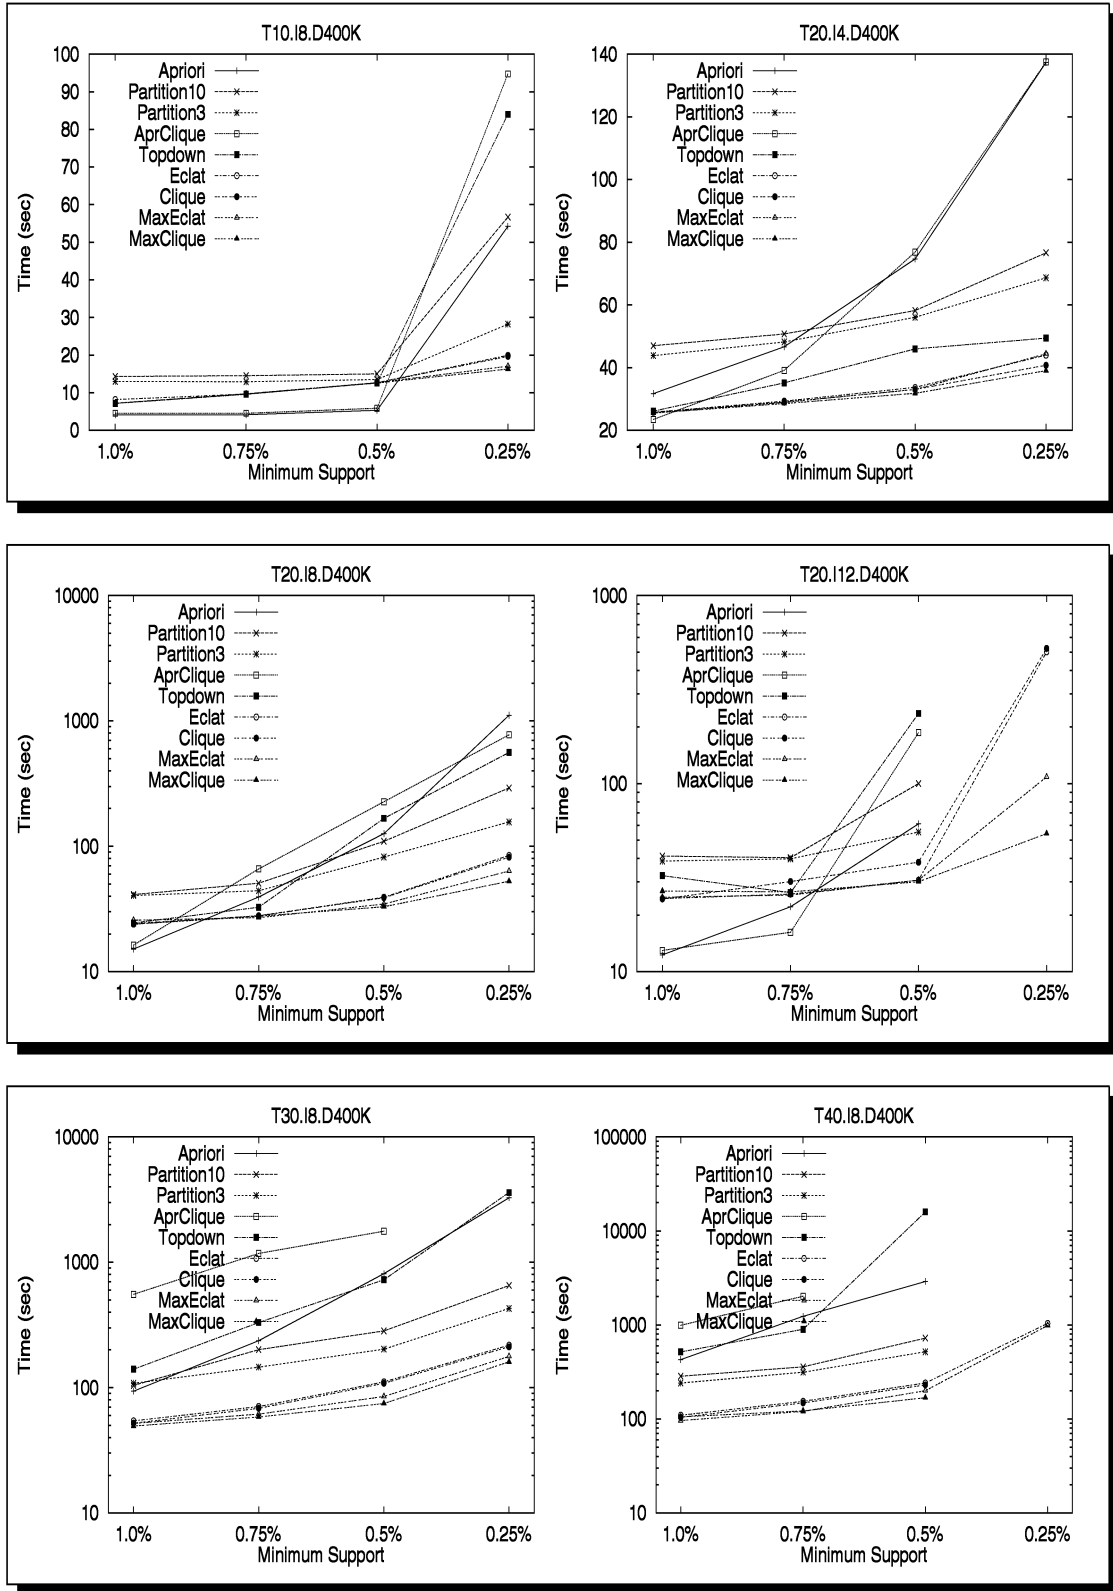 T10.I8.D400K
Time (sec)
100
90
80
70
60
50
40
30
20
10
0
Apriori
Partition10
Partition3
AprClique
Topdown
Eclat
Clique
MaxEclat
MaxClique
1.0% 0.75% 0.5% 0.25%
Minimum Support
T20.I4.D400K
Time (sec)
140
120
100
80
60
40
20
Apriori
Partition10
Partition3
AprClique
Topdown
Eclat
Clique
MaxEclat
MaxClique
1.0% 0.75% 0.5% 0.25%
Minimum Support
T20.I8.D400K
Time (sec)
10000
1000
100
10
Apriori
Partition10
Partition3
AprClique
Topdown
Eclat
Clique
MaxEclat
MaxClique
1.0% 0.75% 0.5% 0.25%
Minimum Support
T20.I12.D400K
Time (sec)
1000
100
10
Apriori
Partition10
Partition3
AprClique
Topdown
Eclat
Clique
MaxEclat
MaxClique
1.0% 0.75% 0.5% 0.25%
Minimum Support
T30.I8.D400K
Time (sec)
10000
1000
100
10
Apriori
Partition10
Partition3
AprClique
Topdown
Eclat
Clique
MaxEclat
MaxClique
1.0% 0.75% 0.5% 0.25%
Minimum Support
T40.I8.D400K
Time (sec)
100000
10000
1000
100
10
Apriori
Partition10
Partition3
AprClique
Topdown
Eclat
Clique
MaxEclat
MaxClique
1.0% 0.75% 0.5% 0.25%
Minimum Support